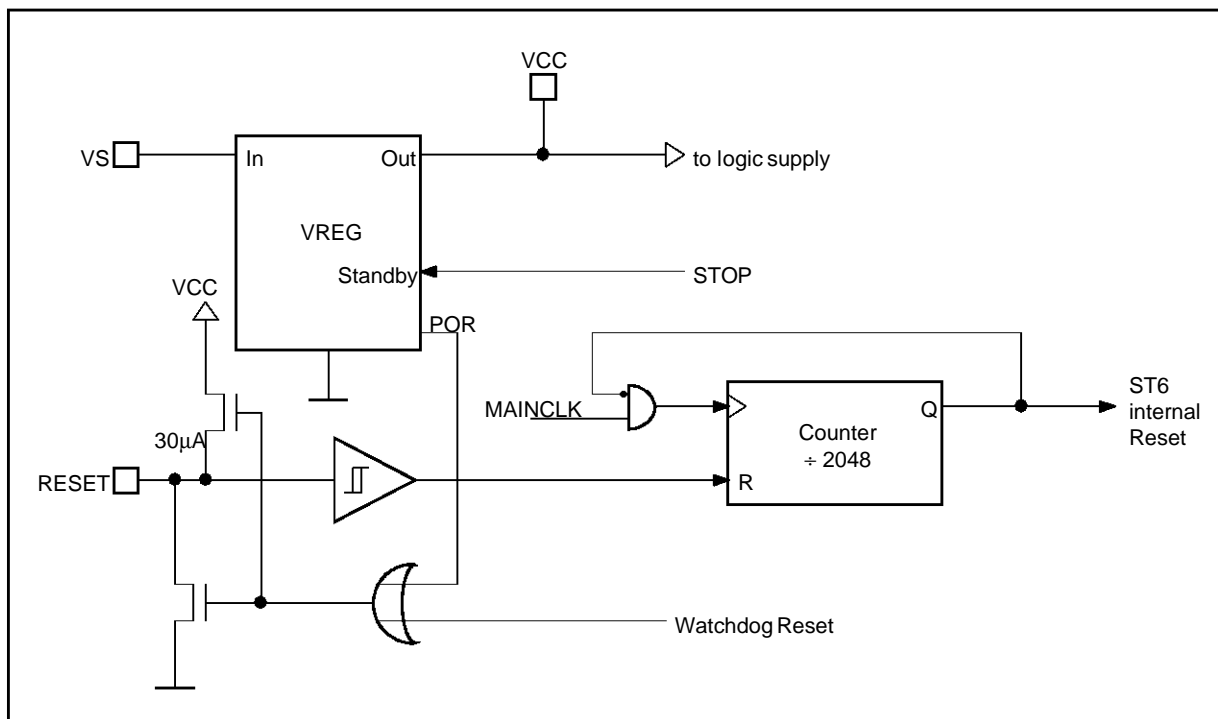 VCC
VS
In
Out
to logic supply
VREG
Standby
STOP
VCC
POR
MAINCLK
Q
ST6
internal
Reset
Counter
÷ 2048
30µA
RESET
R
Watchdog Reset